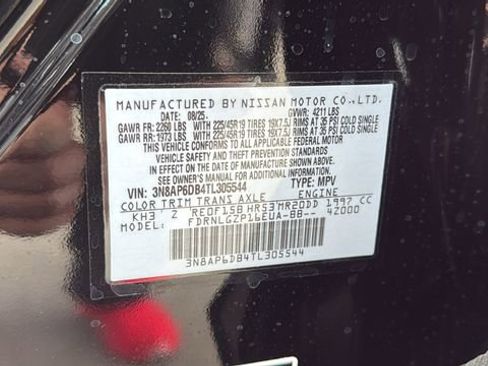 MANUFACTURED BY NISSAN MOTOR CO.,LTD.
DATE: 08/25 GVWR: 4211 LBS
GAWR FR: 2260 LBS WITH 225/45R19 TIRES 19X7.5J RIMS AT 35 PSI COLD SINGLE
GAWR RR: 1973 LBS WITH 225/45R19 TIRES 19X7.5J RIMS AT 35 PSI COLD SINGLE
THIS VEHICLE CONFORMS TO ALL APPLICABLE FEDERAL MOTOR
VEHICLE SAFETY AND THEFT PREVENTION STANDARDS
IN EFFECT ON THE DATE OF MANUFACTURE SHOWN ABOVE.
SEE OWNER'S MANUAL FOR ADDITIONAL INFORMATION.
VIN: 3N8AP6DB4TL305544 TYPE: MPV
COLOR TRIM TRANS AXLE ENGINE
KH3 Z RE0F15B HR53 MR20DD 1997 CC
MODEL: FDRNLGZP16EUA-BB-- 42000
3N8AP6DB4TL305544